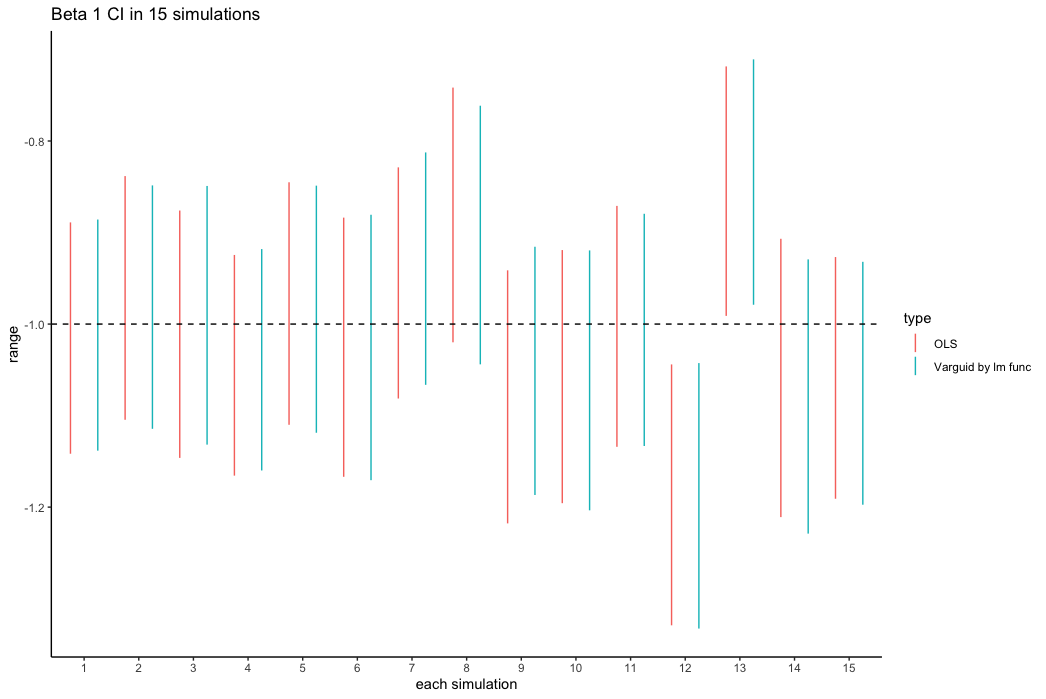 Beta 1 CI in 15 simulations
-0.8
-1.0
-1.2
range
1 2 3 4 5 6 7 8 9 10 11 12 13 14 15
each simulation
type
OLS
Varguid by lm func